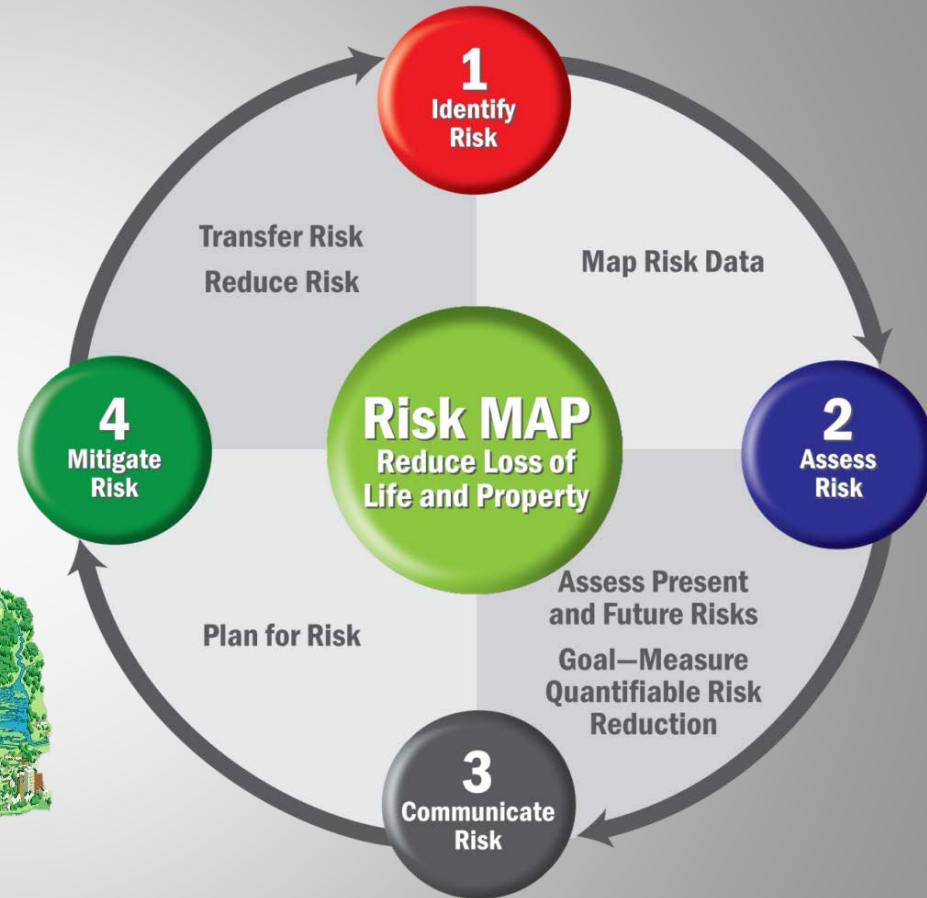 1
Identify
Risk
Transfer Risk
Reduce Risk
Map Risk Data
Risk MAP
Reduce Loss of
Life and Property
4
Mitigate
Risk
2
Assess
Risk
Plan for Risk
Assess Present
and Future Risks
Goal—Measure
Quantifiable Risk
Reduction
3
Communicate
Risk